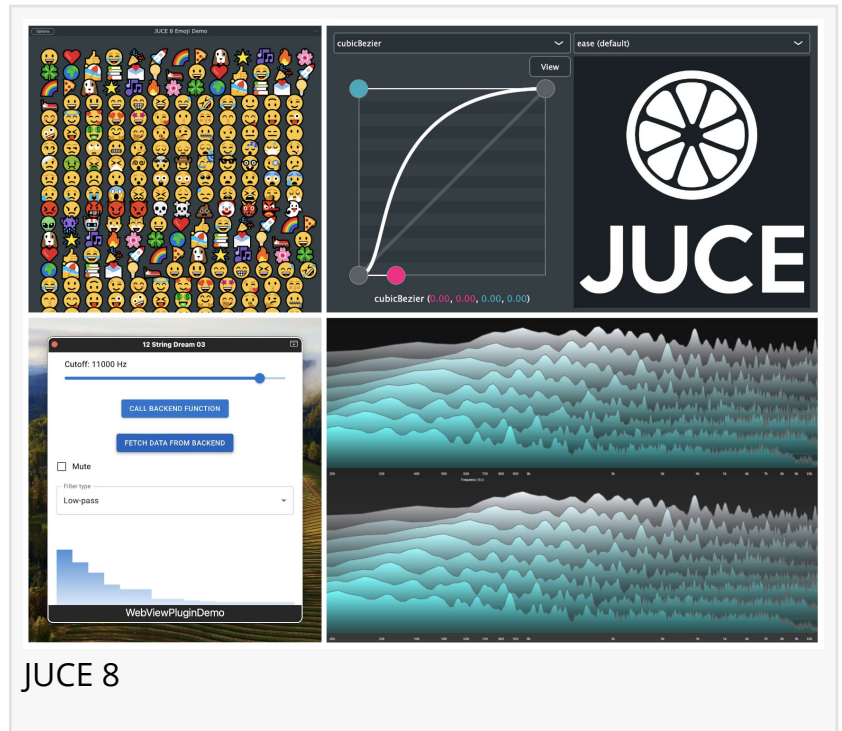 Options
JUCE 8 Emoji Demo
cubicBezier
ease (default)
View
cubicBezier (0.00, 0.00, 0.00, 0.00)
JUCE
12 String Dream 03
Cutoff: 11000 Hz
CALL BACKEND FUNCTION
FETCH DATA FROM BACKEND
Mute
Filter type
Low-pass
WebViewPluginDemo
Frequency (Hz)
JUCE 8